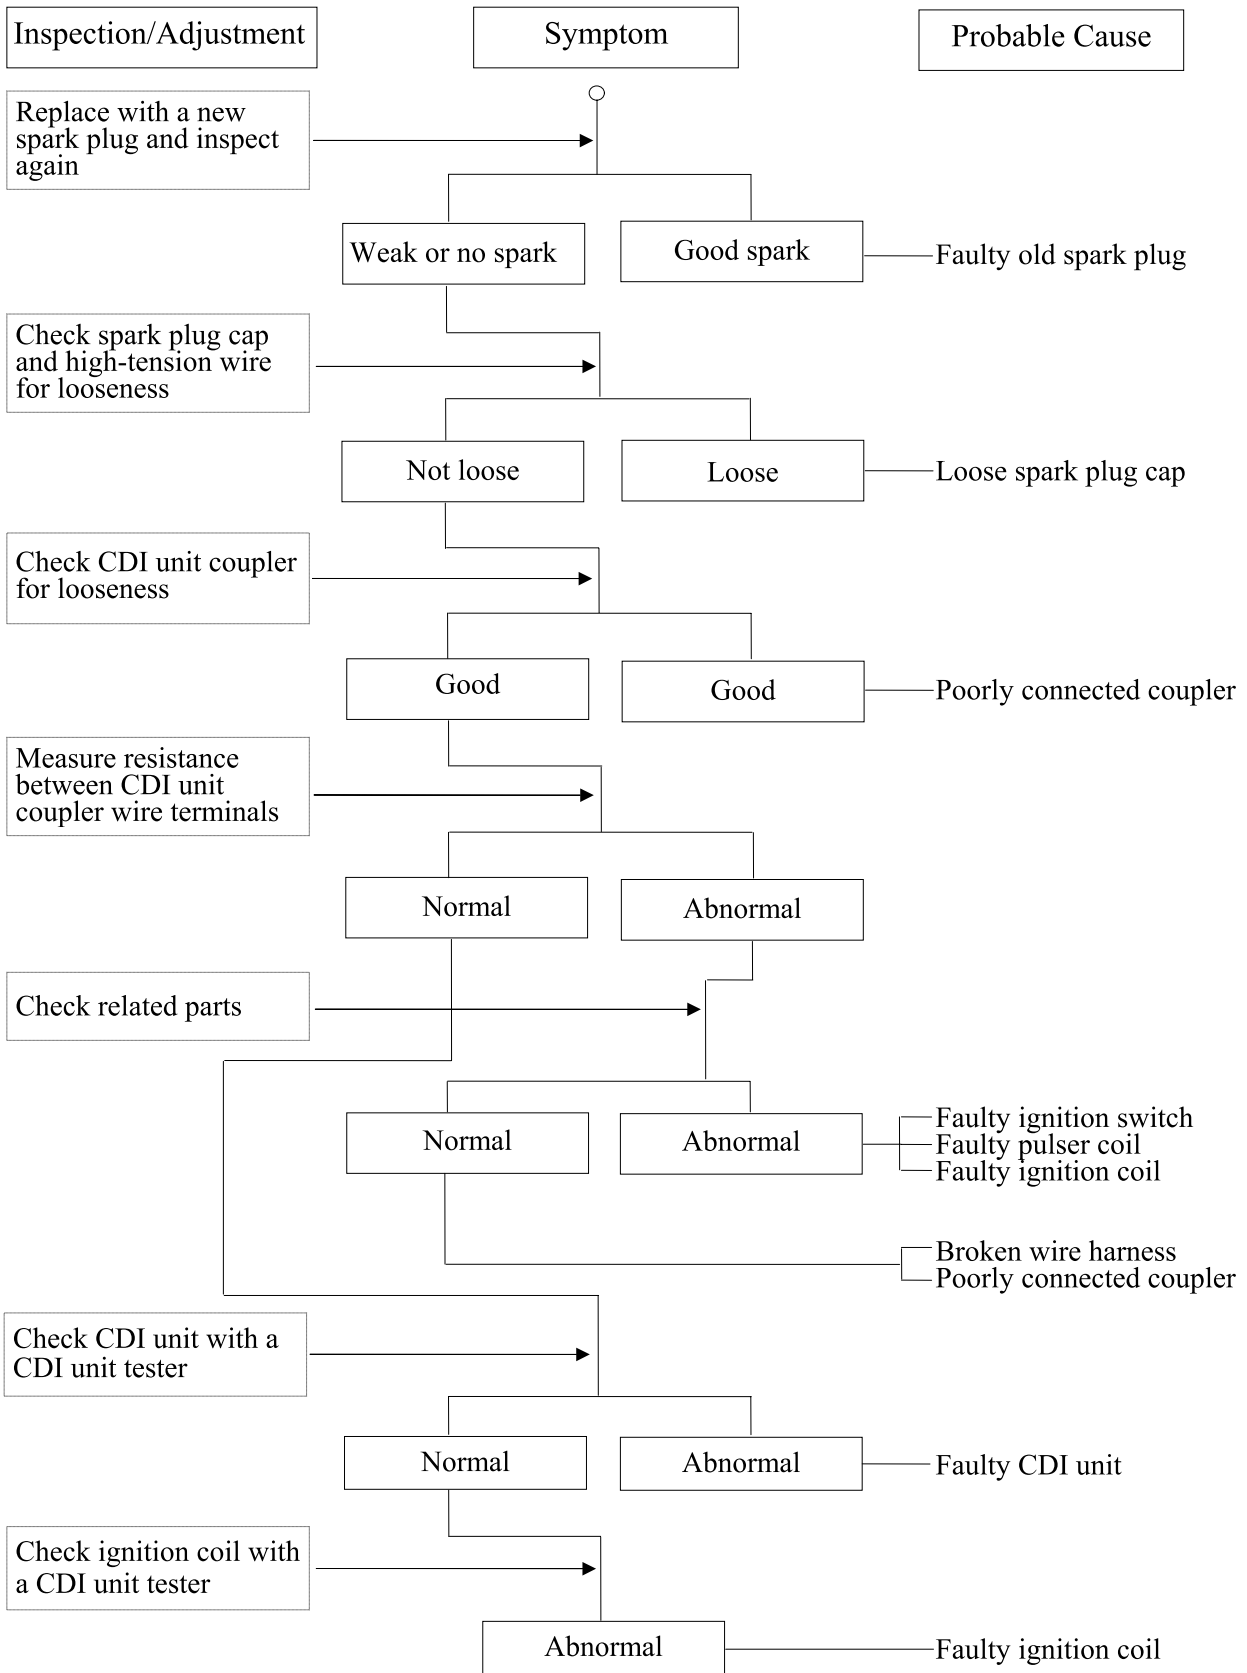 Inspection/Adjustment
Symptom
Probable Cause
Replace with a new
spark plug and inspect
again
Weak or no spark
Good spark
Faulty old spark plug
Check spark plug cap
and high-tension wire
for looseness
Not loose
Loose
Loose spark plug cap
Check CDI unit coupler
for looseness
Good
Good
Poorly connected coupler
Measure resistance
between CDI unit
coupler wire terminals
Normal
Abnormal
Check related parts
Normal
Abnormal
Faulty ignition switch
Faulty pulser coil
Faulty ignition coil
Broken wire harness
Poorly connected coupler
Check CDI unit with a
CDI unit tester
Normal
Abnormal
Faulty CDI unit
Check ignition coil with
a CDI unit tester
Abnormal
Faulty ignition coil